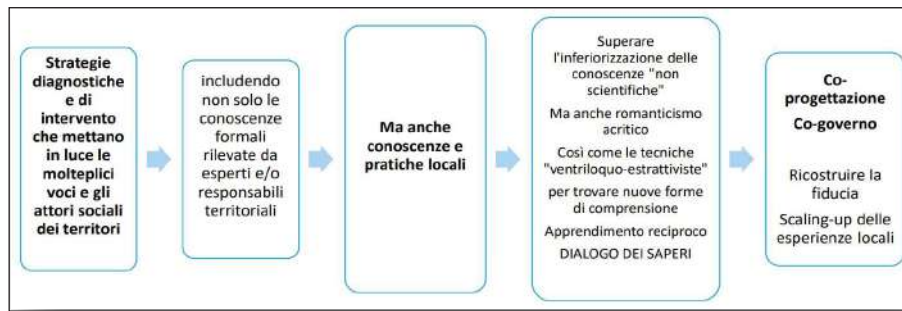 Strategie
diagnostiche
e di
intervento
che mettano
in luce le
molteplici
voci e gli
attori sociali
dei territori
includendo
non solo le
conoscenze
formali
rilevate da
esperti e/o
responsabili
territoriali
Ma anche
conoscenze e
pratiche locali
Superare
l'inferiorizzazione delle
conoscenze "non
scientifiche"
Ma anche romanticismo
acritico
Così come le tecniche
"ventriloquo-estrattiviste"
per trovare nuove forme
di comprensione
Apprendimento reciproco
DIALOGO DEI SAPERI
Co-
progettazione
Co-governo
Ricostruire la
fiducia
Scaling-up delle
esperienze locali